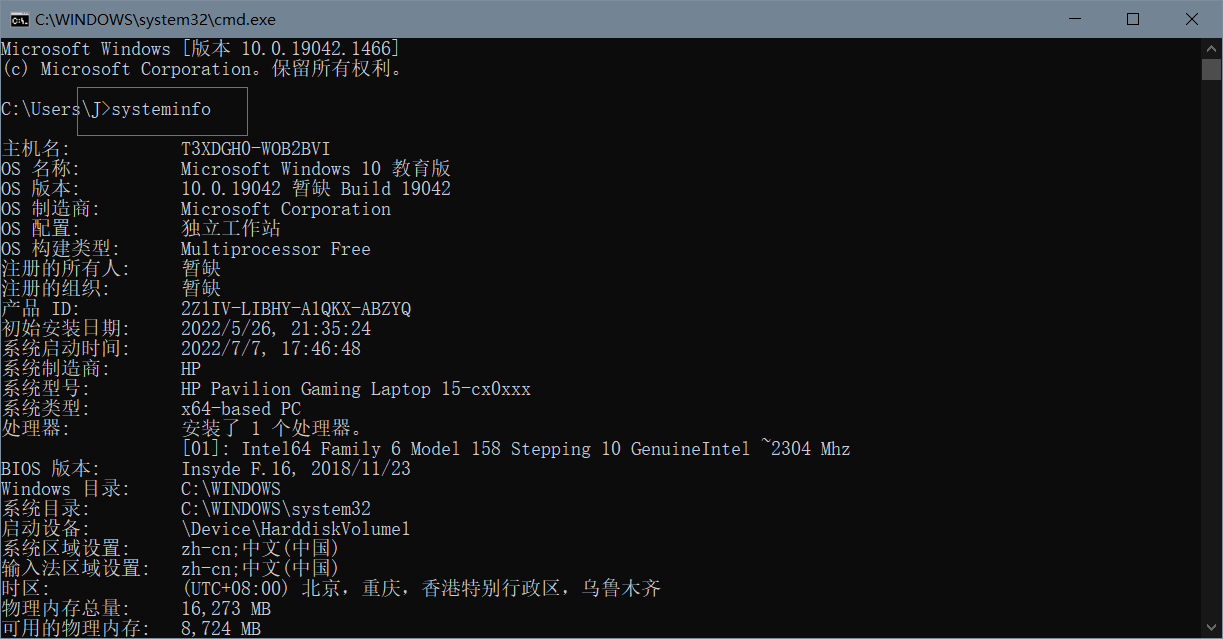 C:\WINDOWS\system32\cmd.exe
Microsoft Windows [版本 10.0.19042.1466]
(c) Microsoft Corporation。保留所有权利。
C:\Users\J>systeminfo
主机名: T3XDGH0-WOB2BVI
OS 名称: Microsoft Windows 10 教育版
OS 版本: 10.0.19042 暂缺 Build 19042
OS 制造商: Microsoft Corporation
OS 配置: 独立工作站
OS 构建类型: Multiprocessor Free
注册的所有人: 暂缺
注册的组织: 暂缺
产品 ID: 2Z1IV-LIBHY-A1QKX-ABZYQ
初始安装日期: 2022/5/26, 21:35:24
系统启动时间: 2022/7/7, 17:46:48
系统制造商: HP
系统型号: HP Pavilion Gaming Laptop 15-cx0xxx
系统类型: x64-based PC
处理器: 安装了 1 个处理器。
[01]: Intel64 Family 6 Model 158 Stepping 10 GenuineIntel ~2304 Mhz
BIOS 版本: Insyde F.16, 2018/11/23
Windows 目录: C:\WINDOWS
系统目录: C:\WINDOWS\system32
启动设备: \Device\HarddiskVolume1
系统区域设置: zh-cn;中文(中国)
输入法区域设置: zh-cn;中文(中国)
时区: (UTC+08:00) 北京，重庆，香港特别行政区，乌鲁木齐
物理内存总量: 16,273 MB
可用的物理内存: 8,724 MB